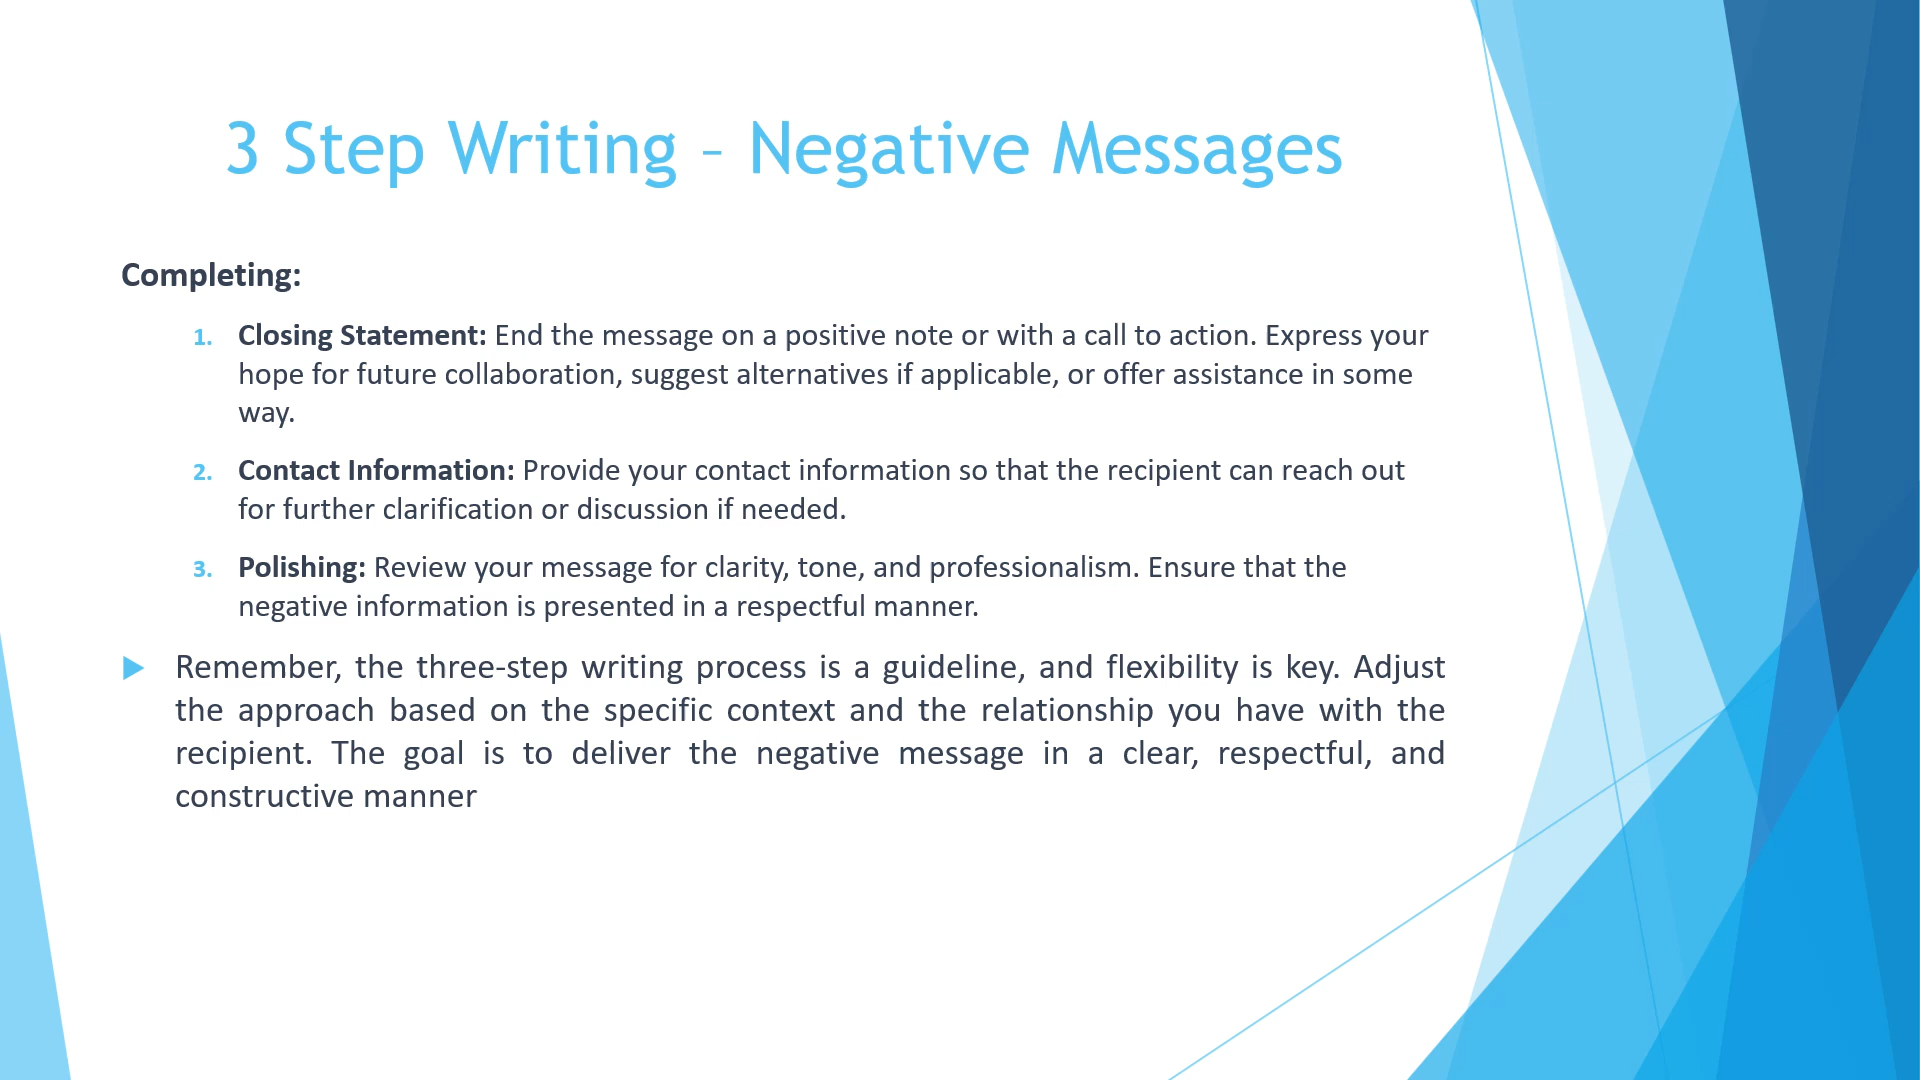 3 Step Writing – Negative Messages
Completing:
1. Closing Statement: End the message on a positive note or with a call to action. Express your
hope for future collaboration, suggest alternatives if applicable, or offer assistance in some
way.
2. Contact Information: Provide your contact information so that the recipient can reach out
for further clarification or discussion if needed.
3. Polishing: Review your message for clarity, tone, and professionalism. Ensure that the
negative information is presented in a respectful manner.
Remember, the three-step writing process is a guideline, and flexibility is key. Adjust
the approach based on the specific context and the relationship you have with the
recipient. The goal is to deliver the negative message in a clear, respectful, and
constructive manner